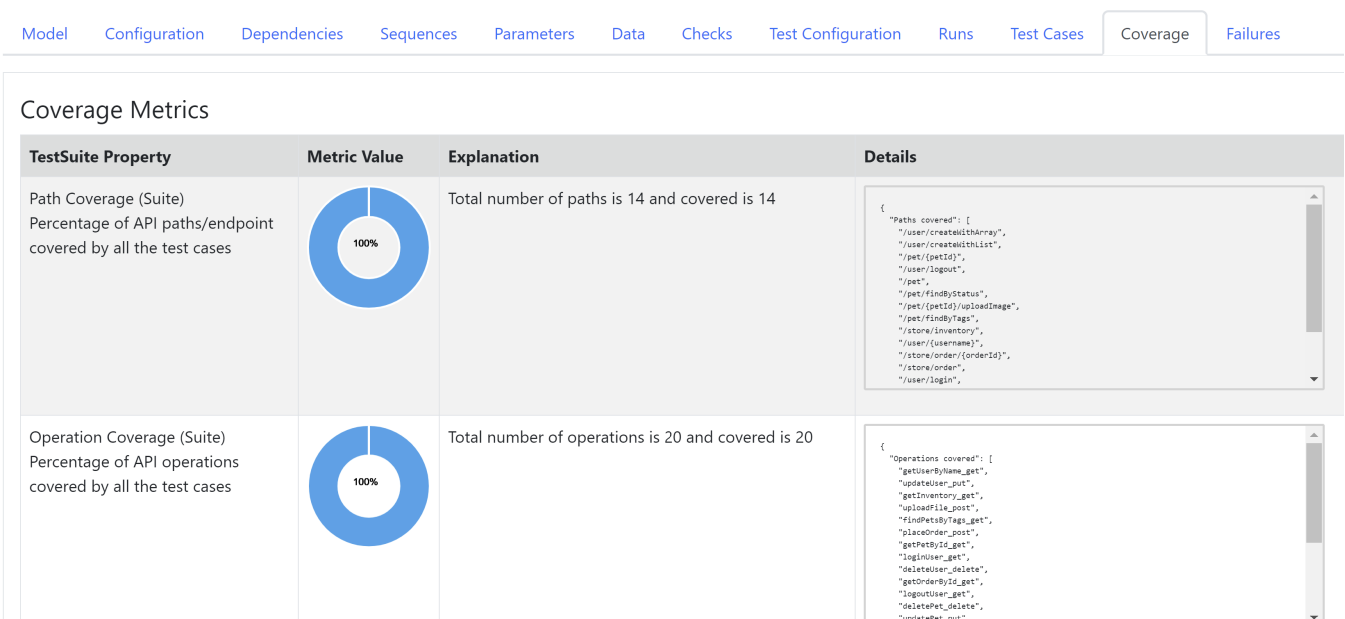 Model Configuration Dependencies Sequences Parameters Data Checks Test Configuration Runs Test Cases Coverage Failures
Coverage Metrics
TestSuite Property Metric Value Explanation Details
Path Coverage (Suite)
Percentage of API paths/endpoint
covered by all the test cases
100%
Total number of paths is 14 and covered is 14
{
"Paths covered": [
"/user/createWithArray",
"/user/createWithList",
"/pet/{petId}",
"/user/logout",
"/pet",
"/pet/findByStatus",
"/pet/{petId}/uploadImage",
"/pet/findByTags",
"/store/inventory",
"/user/{username}",
"/store/order/{orderId}",
"/store/order",
"/user/login",
Operation Coverage (Suite)
Percentage of API operations
covered by all the test cases
100%
Total number of operations is 20 and covered is 20
{
"Operations covered": [
"getUserByName_get",
"updateUser_put",
"getInventory_get",
"uploadFile_post",
"findPetsByTags_get",
"placeOrder_post",
"getPetById_get",
"loginUser_get",
"deleteUser_delete",
"getOrderById_get",
"logoutUser_get",
"deletePet_delete",
"updatePet_put"